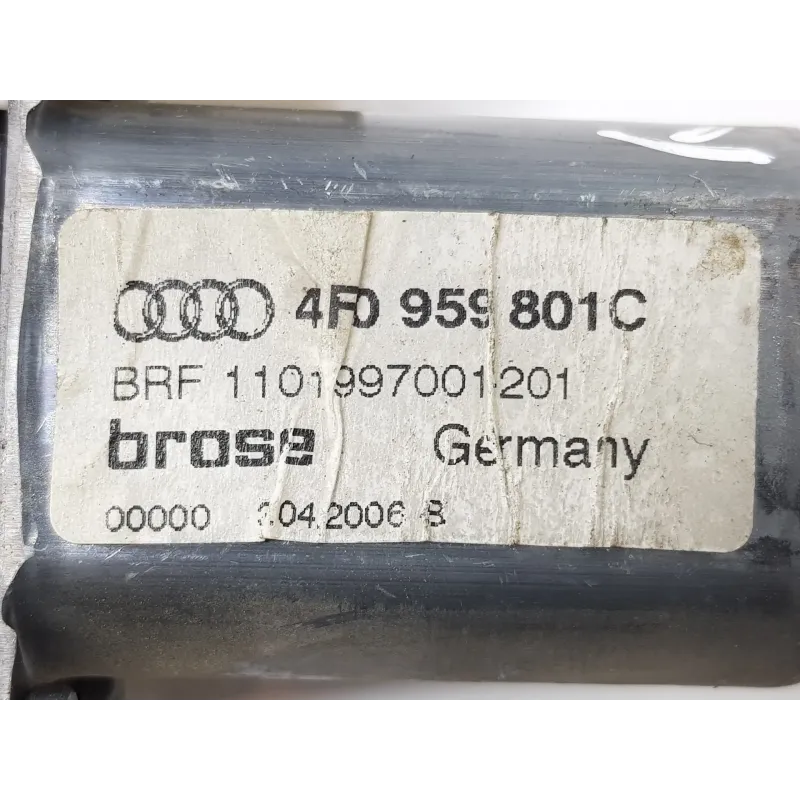 4F0 959 801C
BRF 1101997001201
brose Germany
00000 .04.2006 B